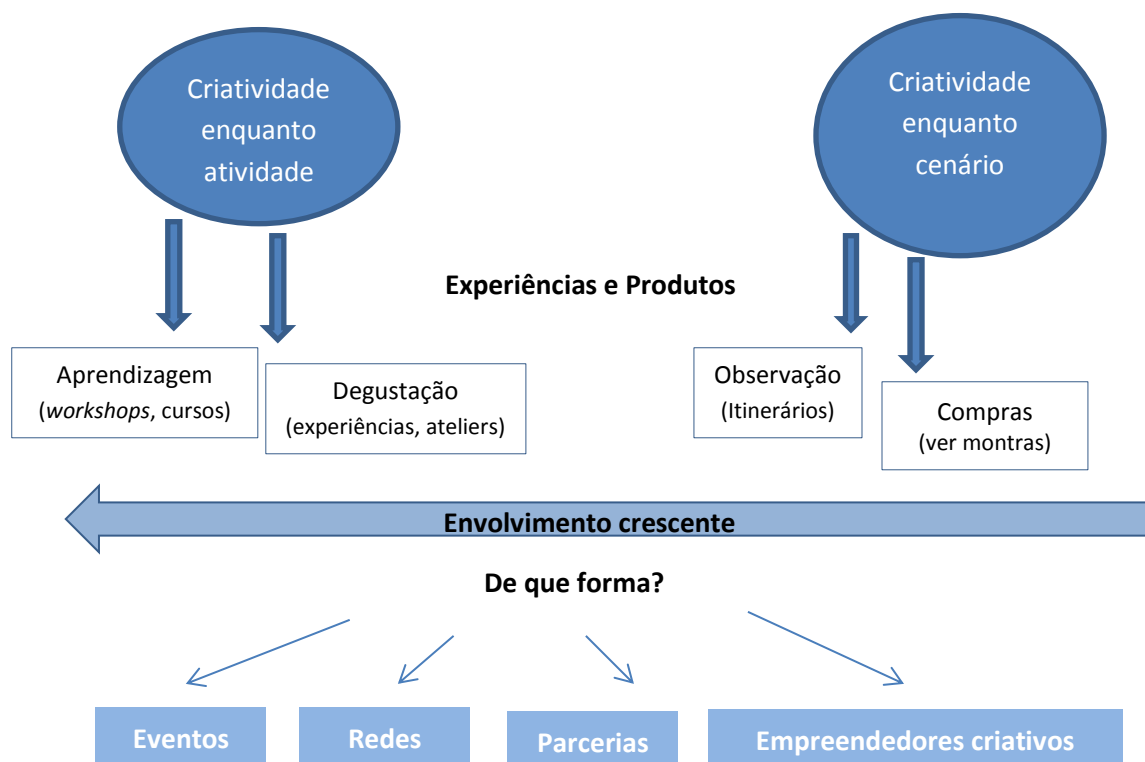 Criatividade
enquanto
atividade
Criatividade
enquanto
cenário
Experiências e Produtos
Aprendizagem
(workshops, cursos)
Degustação
(experiências, ateliers)
Observação
(Itinerários)
Compras
(ver montras)
Envolvimento crescente
De que forma?
Eventos
Redes
Parcerias
Empreendedores criativos